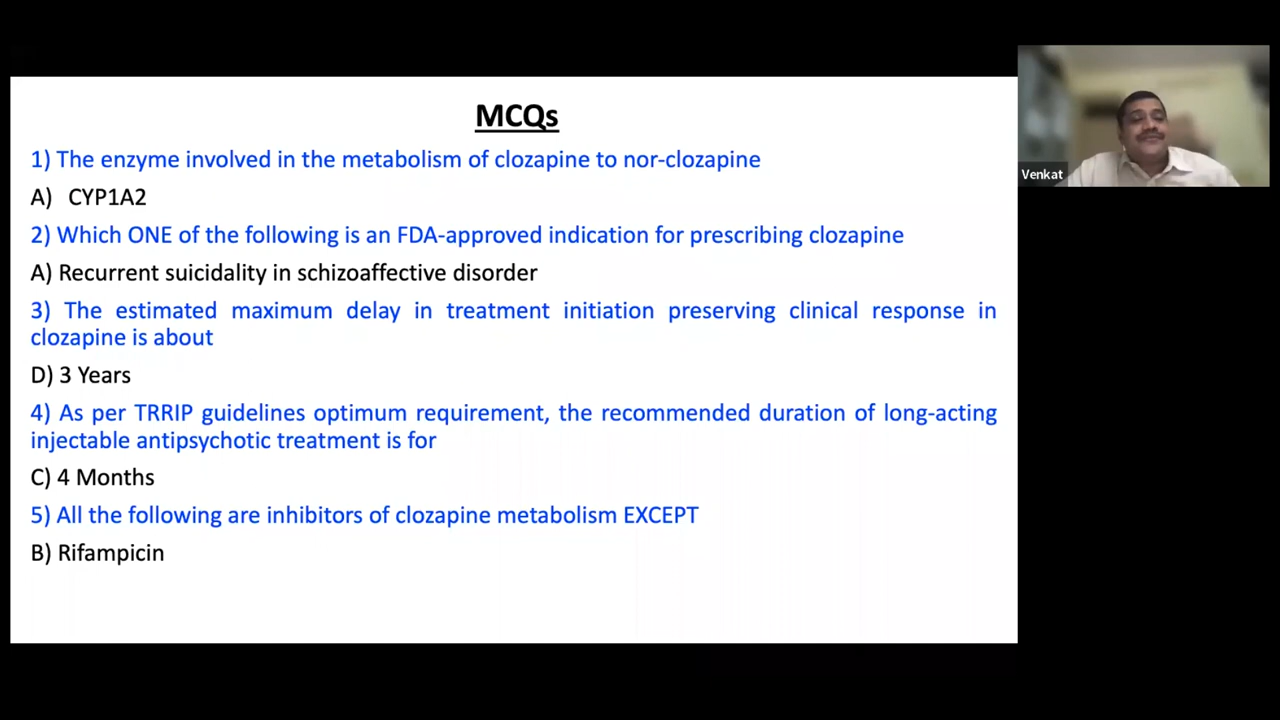 MCQs
1) The enzyme involved in the metabolism of clozapine to nor-clozapine
A) CYP1A2
2) Which ONE of the following is an FDA-approved indication for prescribing clozapine
A) Recurrent suicidality in schizoaffective disorder
3) The estimated maximum delay in treatment initiation preserving clinical response in
clozapine is about
D) 3 Years
4) As per TRRIP guidelines optimum requirement, the recommended duration of long-acting
injectable antipsychotic treatment is for
C) 4 Months
5) All the following are inhibitors of clozapine metabolism EXCEPT
B) Rifampicin
Venkat